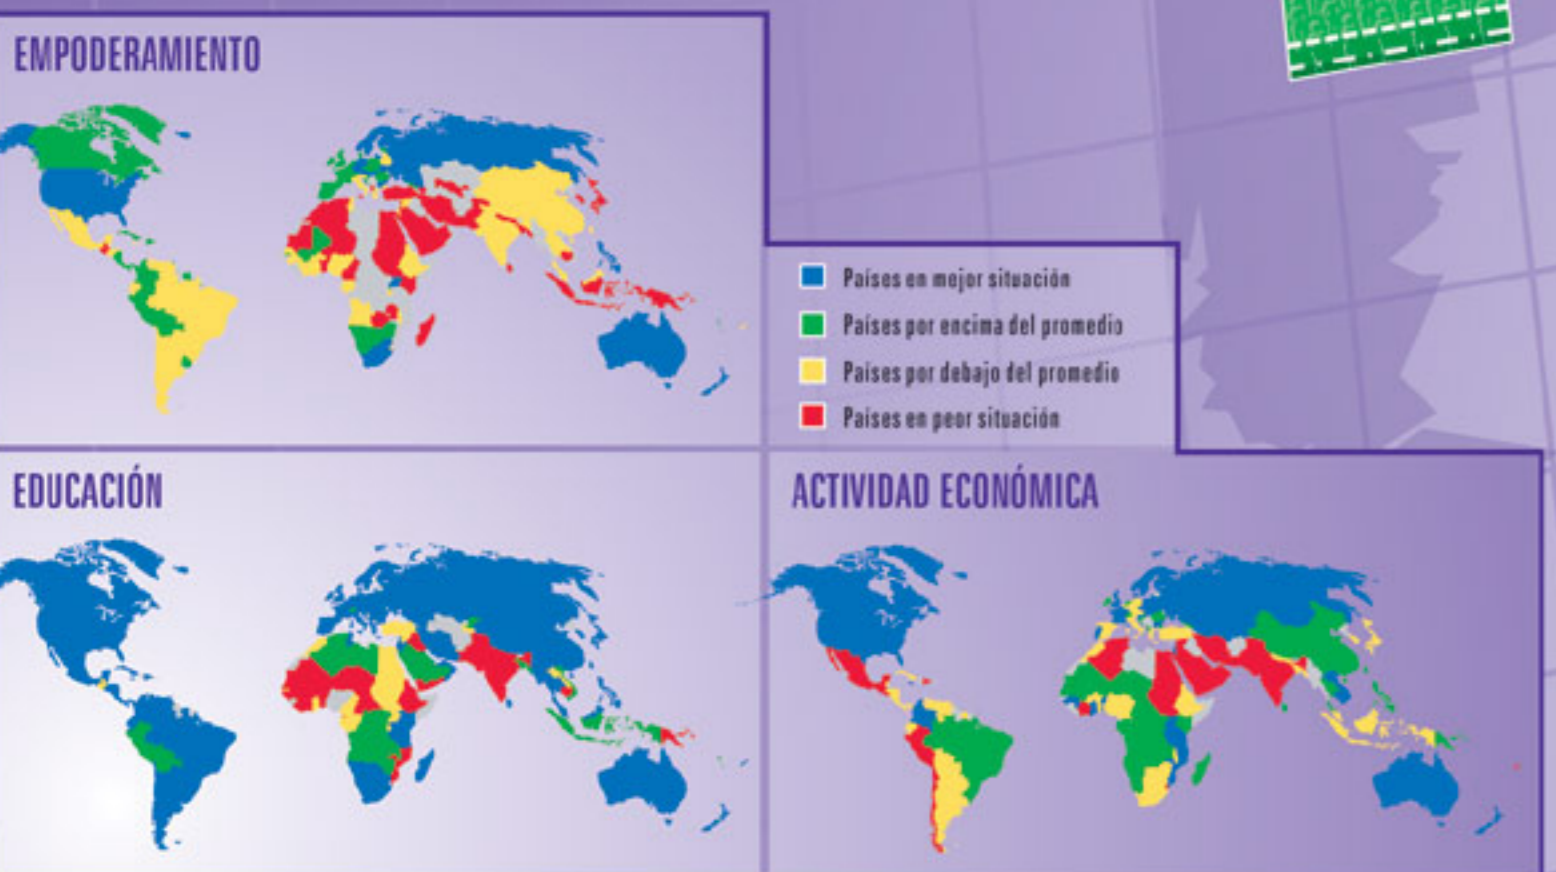 EMPODERAMIENTO
Países en mejor situación
Países por encima del promedio
Países por debajo del promedio
Países en peor situación
EDUCACIÓN
ACTIVIDAD ECONÓMICA